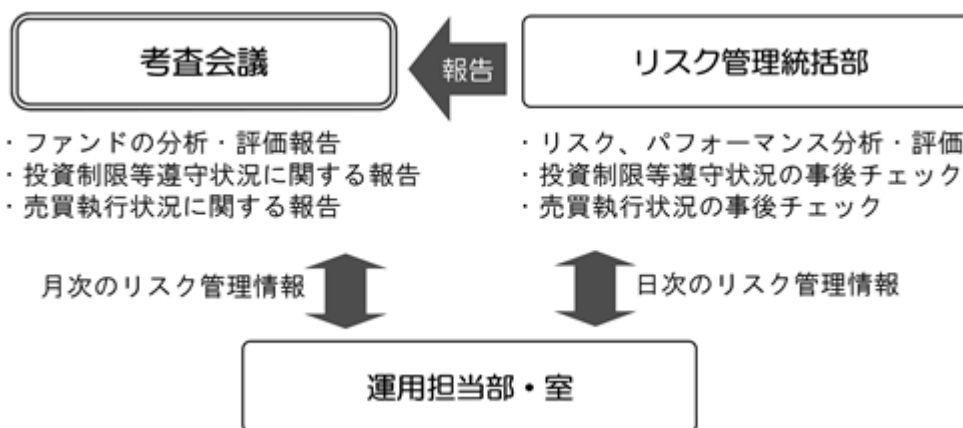 考査会議
報告
リスク管理統括部
・ファンドの分析・評価報告
・投資制限等遵守状況に関する報告
・売買執行状況に関する報告
・リスク、パフォーマンス分析・評価
・投資制限等遵守状況の事後チェック
・売買執行状況の事後チェック
月次のリスク管理情報
日次のリスク管理情報
運用担当部・室